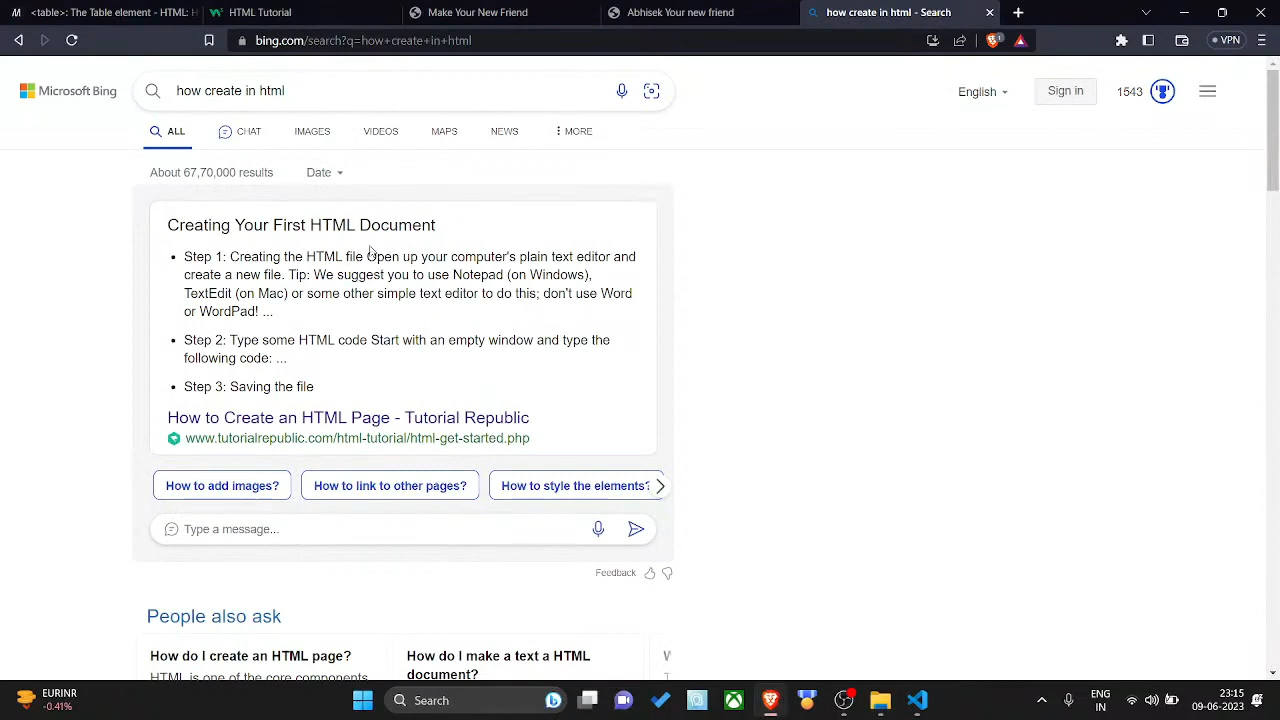 <table>: The Table element - HTML: H
HTML Tutorial
Make Your New Friend
Abhisek Your new friend
how create in html - Search
bing.com/search?q=how+create+in+html
1
VPN
Microsoft Bing
how create in html
English
Sign in
1543
ALL
CHAT
IMAGES
VIDEOS
MAPS
NEWS
MORE
About 67,70,000 results
Date
Creating Your First HTML Document
• Step 1: Creating the HTML file Open up your computer's plain text editor and
create a new file. Tip: We suggest you to use Notepad (on Windows),
TextEdit (on Mac) or some other simple text editor to do this; don't use Word
or WordPad! ...
• Step 2: Type some HTML code Start with an empty window and type the
following code: ...
• Step 3: Saving the file
How to Create an HTML Page - Tutorial Republic
www.tutorialrepublic.com/html-tutorial/html-get-started.php
How to add images?
How to link to other pages?
How to style the elements?
Type a message...
Feedback
People also ask
How do I create an HTML page?
HTML is one of the core components
How do I make a text a HTML
document?
EURINR
-0.41%
Search
ENG
IN
23:15
09-06-2023